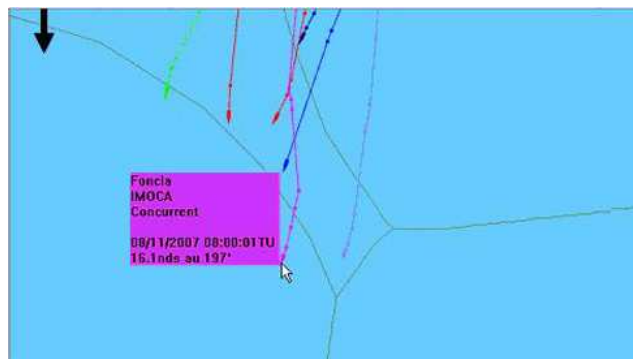 Foncia
IMOCA
Concurrent
08/11/2007 08:00:01TU
16.1nds au 197°